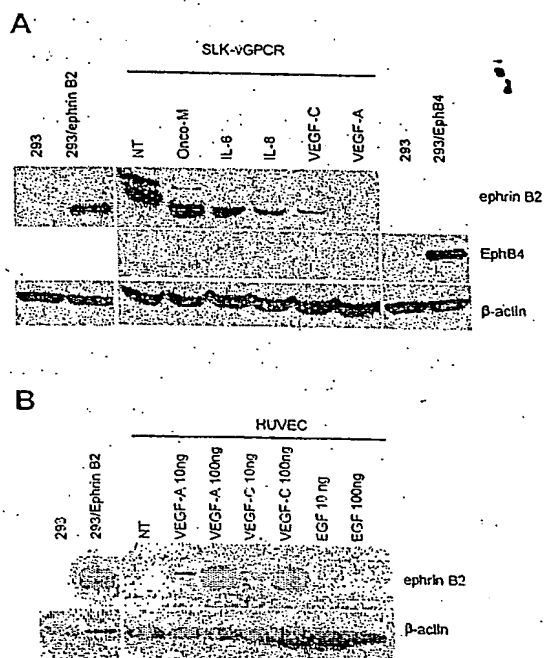 A
SLK-vGPCR
293
293/ephrin B2
NT
Onco-M
IL-6
IL-8
VEGF-C
VEGF-A
293
293/EphB4
ephrin B2
EphB4
β-actin
B
HUVEC
293
293/Ephrin B2
NT
VEGF-A 10ng
VEGF-A 100ng
VEGF-C 10ng
VEGF-C 100ng
EGF 10 ng
EGF 100ng
ephrin B2
β-actin